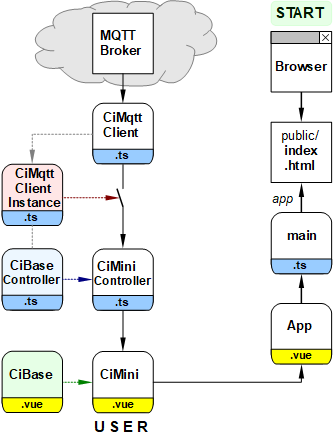 START
MQTT
Broker
Browser
CiMqtt
Client
.ts
public/
index
.html
CiMqtt
Client
Instance
.ts
app
main
.ts
CiBase
Controller
.ts
CiMini
Controller
.ts
App
.vue
CiBase
.vue
CiMini
.vue
USER